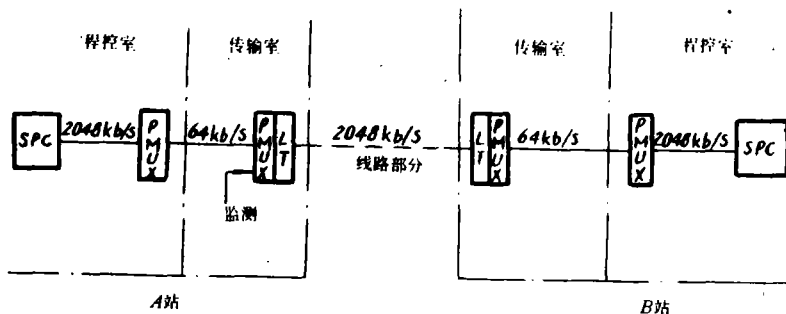 程控室 传输室 传输室 程控室
SPC 2048kb/s PMUX 64kb/s PMUX LT 2048kb/s LT PMUX 64kb/s PMUX 2048kb/s SPC
线路部分
监测
A站 B站